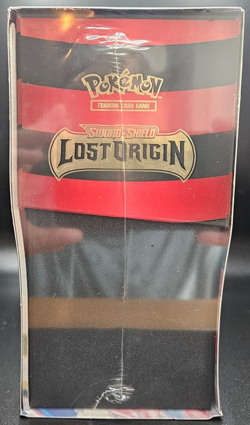 POKÉMON
TRADING CARD GAME
SWORD & SHIELD
LOST ORIGIN